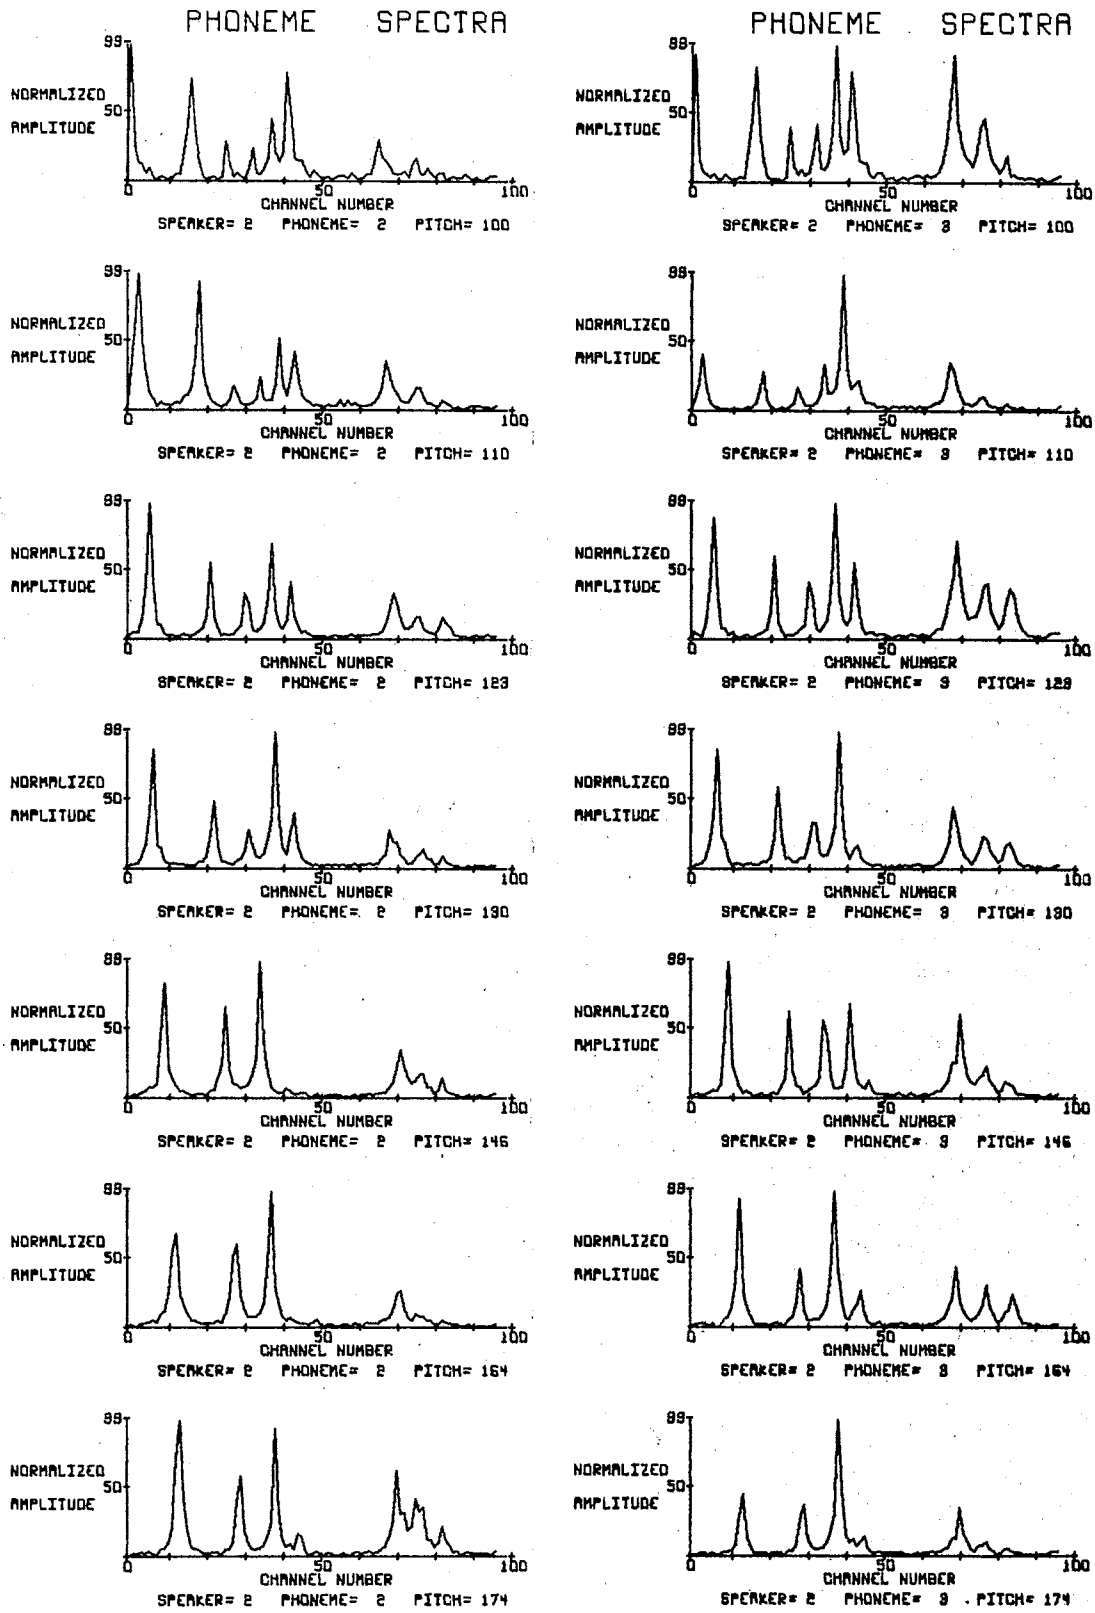 PHONEME SPECTRA
99
NORMALIZED
50
AMPLITUDE
0 50 100
CHANNEL NUMBER
SPEAKER= 2 PHONEME= 2 PITCH= 100
99
NORMALIZED
50
AMPLITUDE
0 50 100
CHANNEL NUMBER
SPEAKER= 2 PHONEME= 2 PITCH= 110
99
NORMALIZED
50
AMPLITUDE
0 50 100
CHANNEL NUMBER
SPEAKER= 2 PHONEME= 2 PITCH= 123
99
NORMALIZED
50
AMPLITUDE
0 50 100
CHANNEL NUMBER
SPEAKER= 2 PHONEME= 2 PITCH= 130
99
NORMALIZED
50
AMPLITUDE
0 50 100
CHANNEL NUMBER
SPEAKER= 2 PHONEME= 2 PITCH= 146
99
NORMALIZED
50
AMPLITUDE
0 50 100
CHANNEL NUMBER
SPEAKER= 2 PHONEME= 2 PITCH= 164
99
NORMALIZED
50
AMPLITUDE
0 50 100
CHANNEL NUMBER
SPEAKER= 2 PHONEME= 2 PITCH= 174
PHONEME SPECTRA
99
NORMALIZED
50
AMPLITUDE
0 50 100
CHANNEL NUMBER
SPEAKER= 2 PHONEME= 3 PITCH= 100
99
NORMALIZED
50
AMPLITUDE
0 50 100
CHANNEL NUMBER
SPEAKER= 2 PHONEME= 3 PITCH= 110
99
NORMALIZED
50
AMPLITUDE
0 50 100
CHANNEL NUMBER
SPEAKER= 2 PHONEME= 3 PITCH= 123
99
NORMALIZED
50
AMPLITUDE
0 50 100
CHANNEL NUMBER
SPEAKER= 2 PHONEME= 3 PITCH= 130
99
NORMALIZED
50
AMPLITUDE
0 50 100
CHANNEL NUMBER
SPEAKER= 2 PHONEME= 3 PITCH= 146
99
NORMALIZED
50
AMPLITUDE
0 50 100
CHANNEL NUMBER
SPEAKER= 2 PHONEME= 3 PITCH= 164
99
NORMALIZED
50
AMPLITUDE
0 50 100
CHANNEL NUMBER
SPEAKER= 2 PHONEME= 3 PITCH= 174